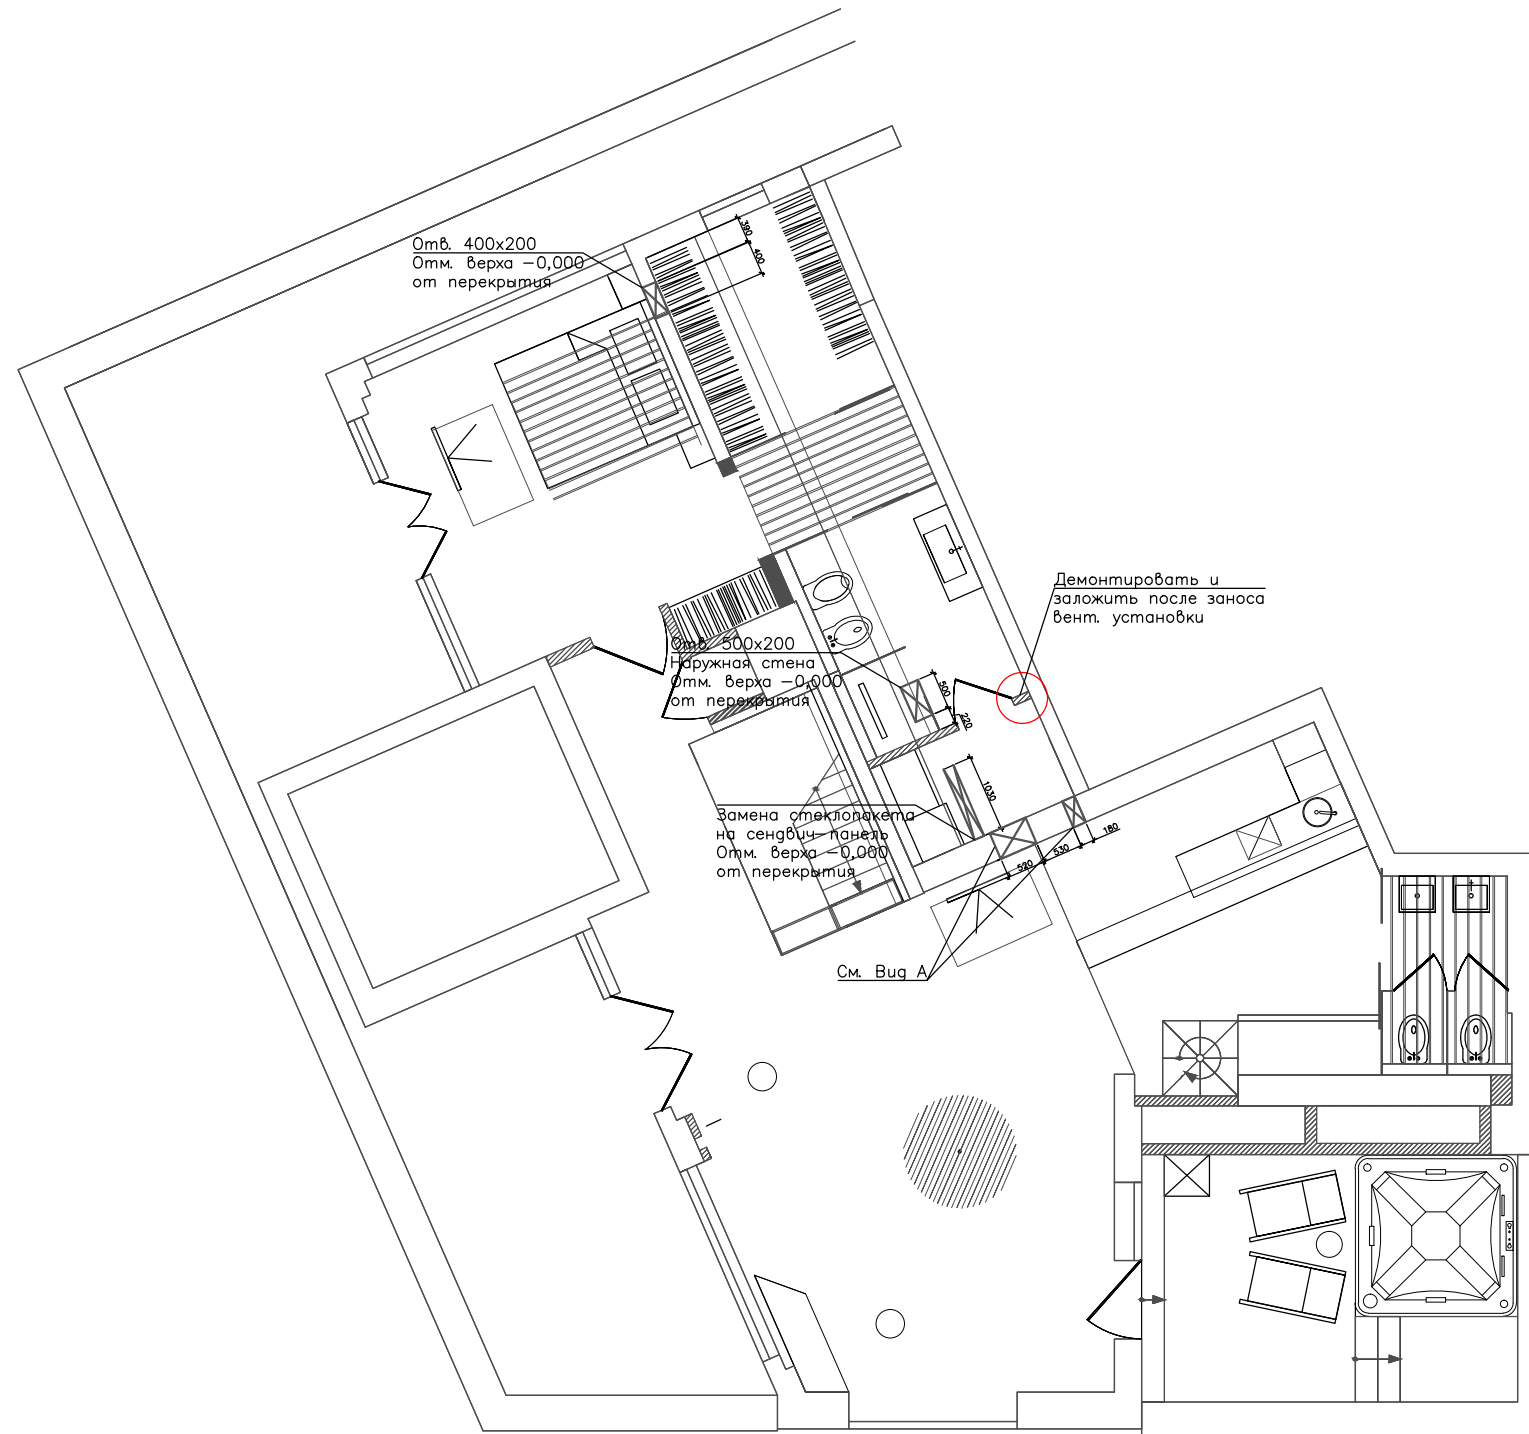 Отв. 400х200
Отм. верха –0,000
от перекрытия
390
400
Демонтировать и
заложить после заноса
вент. установки
Отв. 500х200
Наружная стена
Отм. верха –0,000
от перекрытия
500
220
1030
Замена стеклопакета
на сендвич–панель
Отм. верха –0,000
от перекрытия
180
530
520
См. Вид А